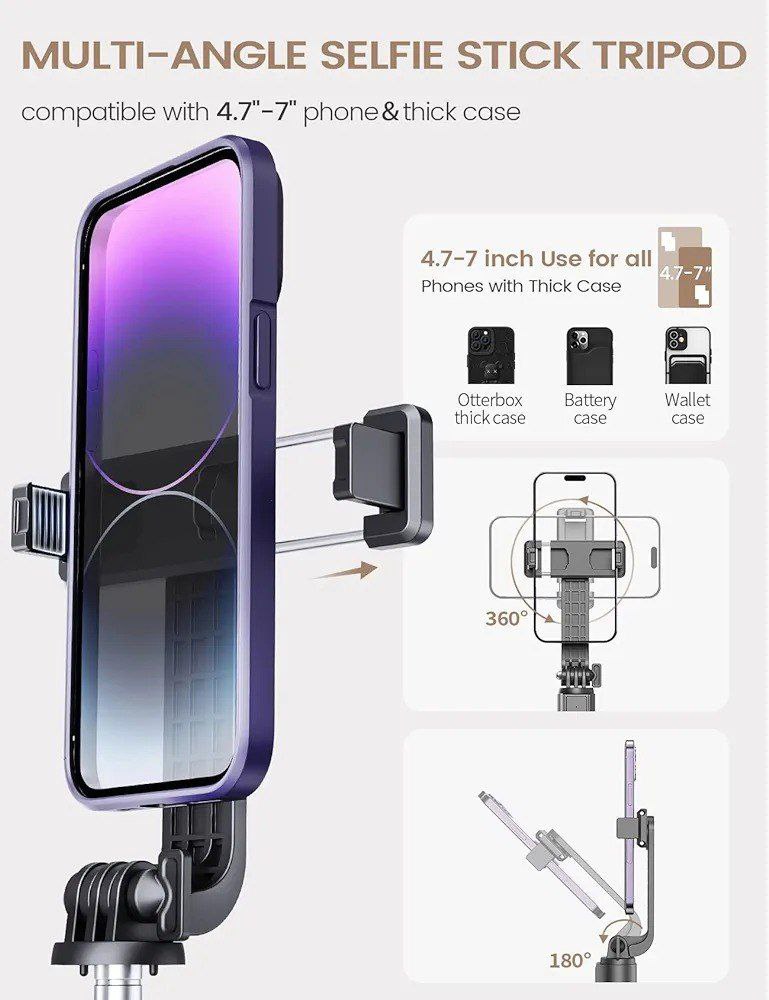 MULTI-ANGLE SELFIE STICK TRIPOD
compatible with 4.7"-7" phone & thick case
4.7-7 inch Use for all
4.7-7"
Phones with Thick Case
Otterbox
thick case
Battery
case
Wallet
case
360°
180°